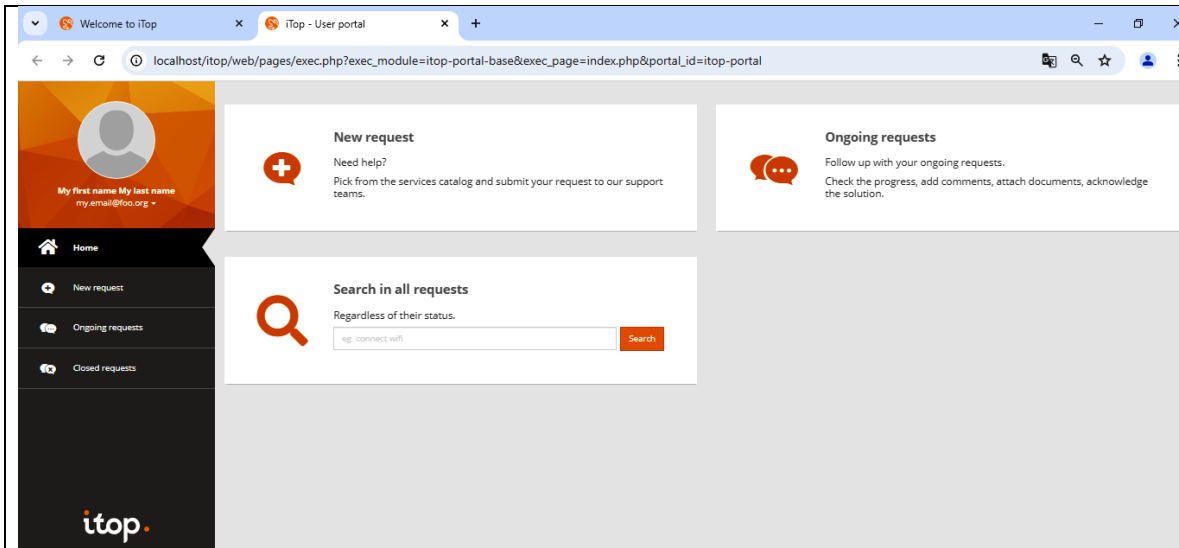 Welcome to iTop
iTop - User portal
localhost/itop/web/pages/exec.php?exec_module=itop-portal-base&exec_page=index.php&portal_id=itop-portal
My first name My last name
my.email@foo.org
Home
New request
Ongoing requests
Closed requests
itop.
New request
Need help?
Pick from the services catalog and submit your request to our support
teams.
Ongoing requests
Follow up with your ongoing requests.
Check the progress, add comments, attach documents, acknowledge
the solution.
Search in all requests
Regardless of their status.
eg. connect wifi
Search